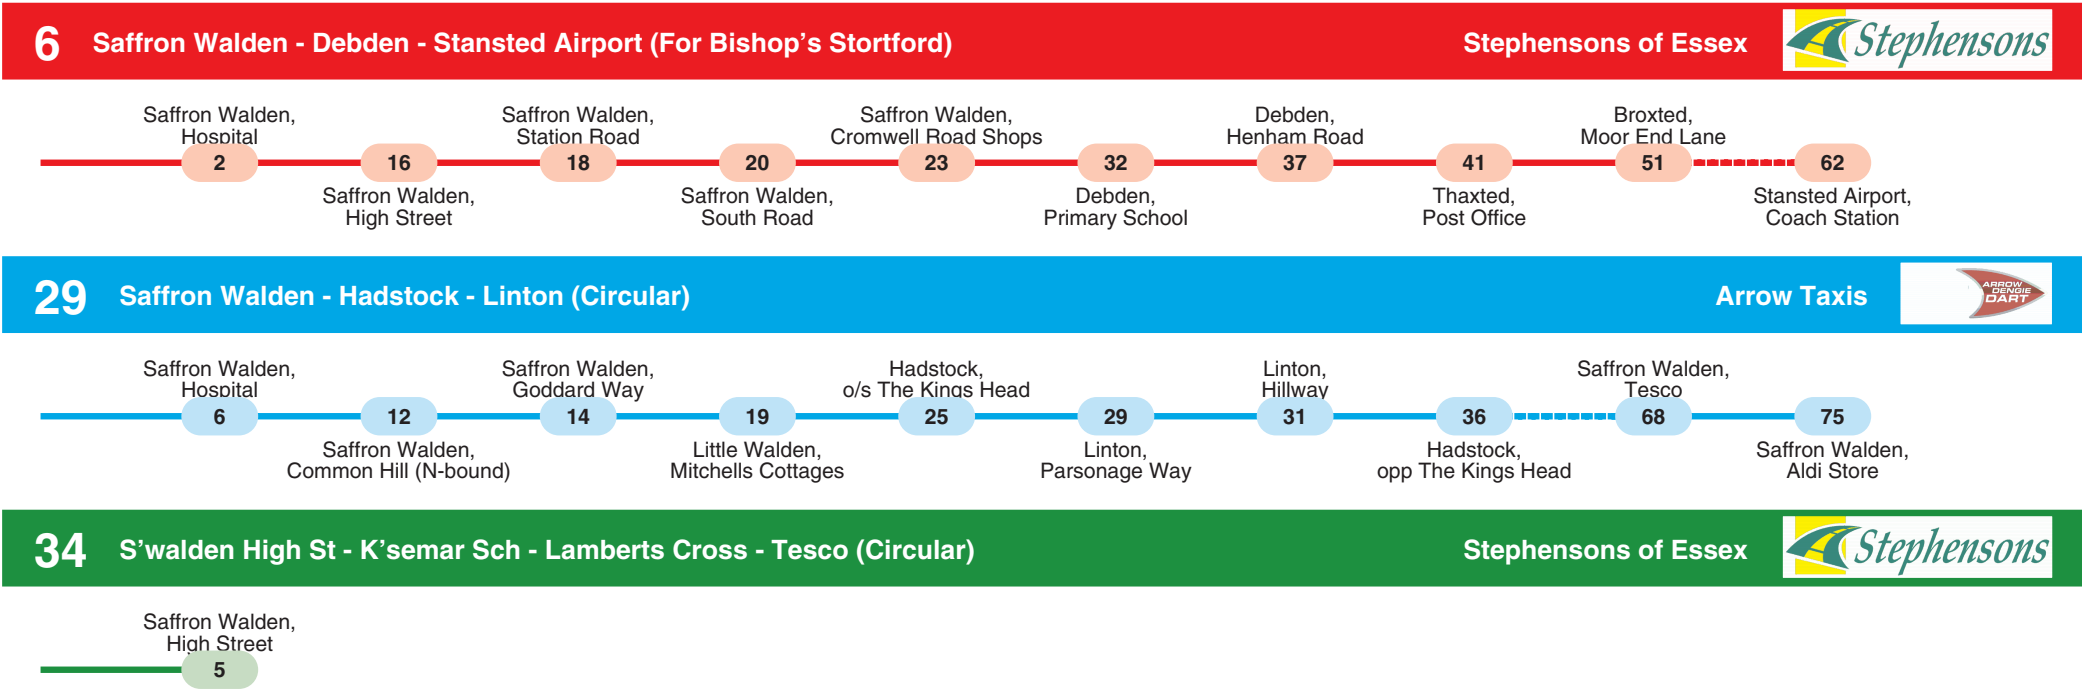 6 Saffron Walden - Debden - Stansted Airport (For Bishop's Stortford) Stephensons of Essex Stephensons
Saffron Walden,
Hospital
2
16
Saffron Walden,
High Street
Saffron Walden,
Station Road
18
20
Saffron Walden,
South Road
Saffron Walden,
Cromwell Road Shops
23
32
Debden,
Primary School
Debden,
Henham Road
37
41
Thaxted,
Post Office
Broxted,
Moor End Lane
51
62
Stansted Airport,
Coach Station
29 Saffron Walden - Hadstock - Linton (Circular) Arrow Taxis
ARROW
DENGIE
DART
Saffron Walden,
Hospital
6
12
Saffron Walden,
Common Hill (N-bound)
Saffron Walden,
Goddard Way
14
19
Little Walden,
Mitchells Cottages
Hadstock,
o/s The Kings Head
25
29
Linton,
Parsonage Way
Linton,
Hillway
31
36
Hadstock,
opp The Kings Head
Saffron Walden,
Tesco
68
75
Saffron Walden,
Aldi Store
34 S'walden High St - K'semar Sch - Lamberts Cross - Tesco (Circular) Stephensons of Essex Stephensons
Saffron Walden,
High Street
5